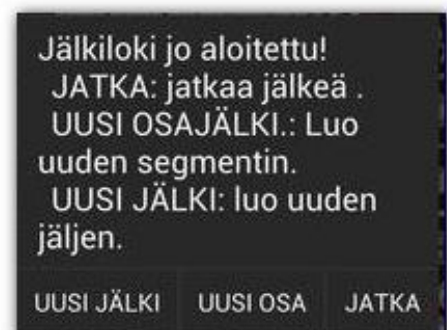 Jälkiloki jo aloitettu!
JATKA: jatkaa jälkeä .
UUSI OSAJÄLKI.: Luo
uuden segmentin.
UUSI JÄLKI: luo uuden
jäljen.
UUSI JÄLKI UUSI OSA JATKA